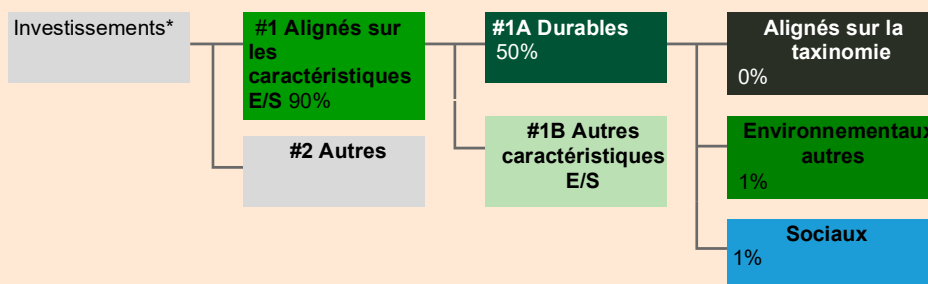 Investissements*
#1 Alignés sur
les
caractéristiques
E/S 90%
#2 Autres
#1A Durables
50%
#1B Autres
caractéristiques
E/S
Alignés sur la
taxinomie
0%
Environnementaux
autres
1%
Sociaux
1%